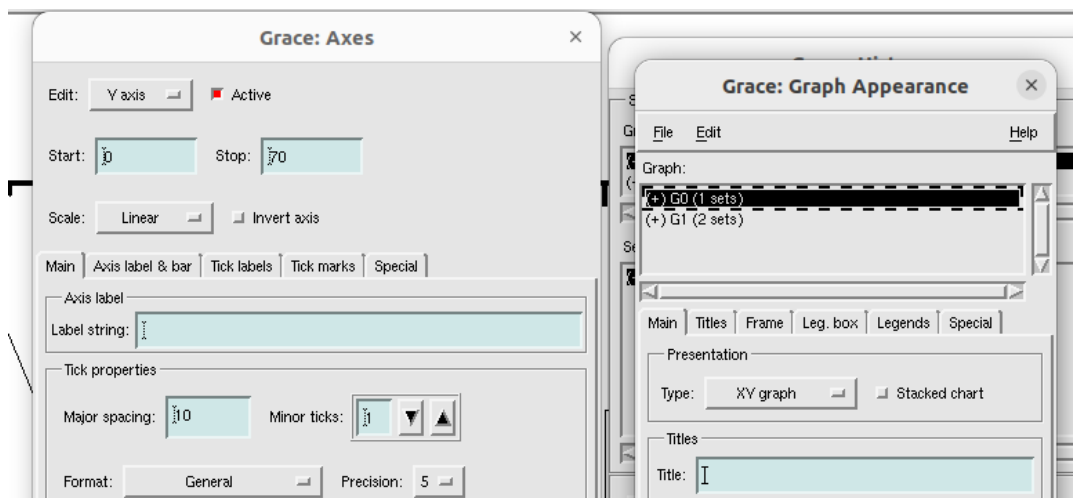 Grace: Axes
Edit: Y axis Active
Start: 0 Stop: 70
Scale: Linear Invert axis
Main Axis label & bar Tick labels Tick marks Special
Axis label
Label string:
Tick properties
Major spacing: 10 Minor ticks: 1
Format: General Precision: 5
Grace: Graph Appearance
File Edit Help
Graph:
(+) G0 (1 sets)
(+) G1 (2 sets)
Main Titles Frame Leg. box Legends Special
Presentation
Type: XY graph Stacked chart
Titles
Title: